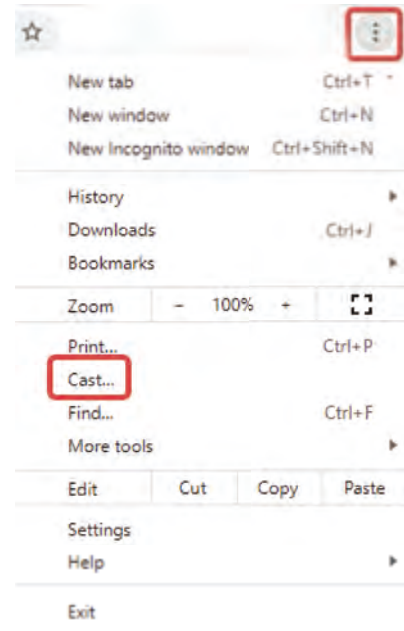 New tab Ctrl+T
New window Ctrl+N
New Incognito window Ctrl+Shift+N
History
Downloads Ctrl+J
Bookmarks
Zoom - 100% +
Print... Ctrl+P
Cast...
Find... Ctrl+F
More tools
Edit Cut Copy Paste
Settings
Help
Exit